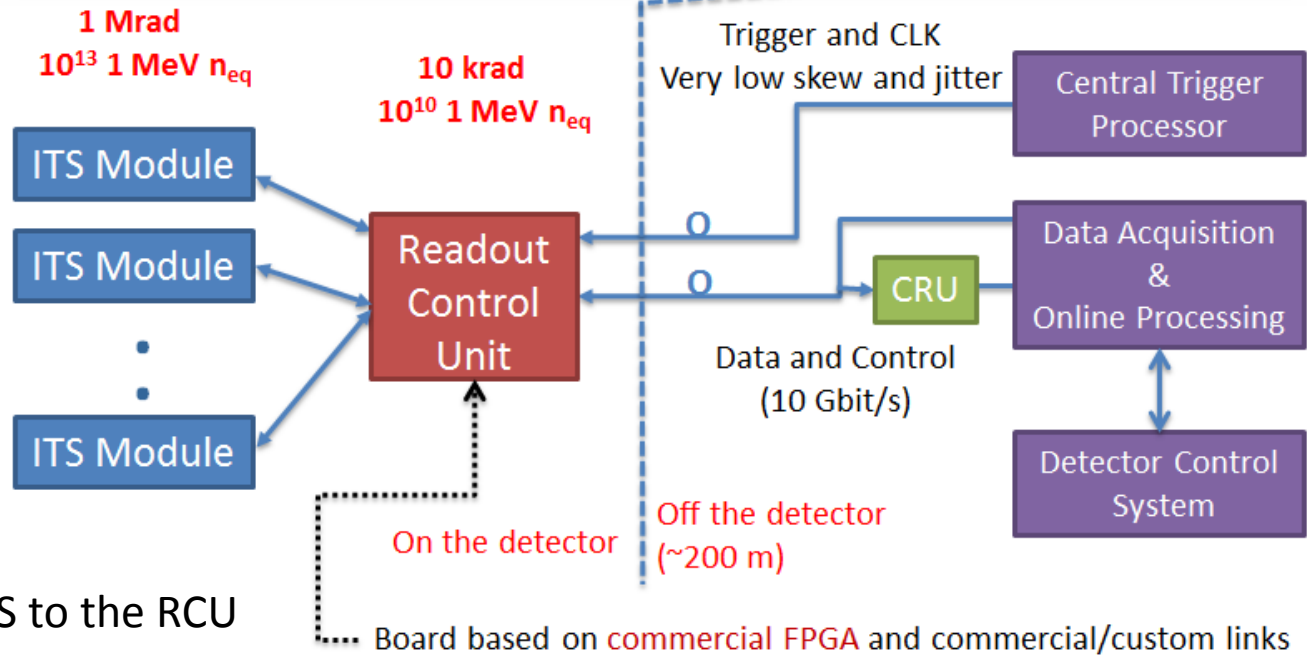 1 Mrad
10¹³ 1 MeV n_eq
10 krad
10¹⁰ 1 MeV n_eq
Trigger and CLK
Very low skew and jitter
Central Trigger
Processor
ITS Module
ITS Module
ITS Module
Readout
Control
Unit
O
O
CRU
Data Acquisition
&
Online Processing
Data and Control
(10 Gbit/s)
Detector Control
System
On the detector
Off the detector
(~200 m)
S to the RCU
Board based on commercial FPGA and commercial/custom links